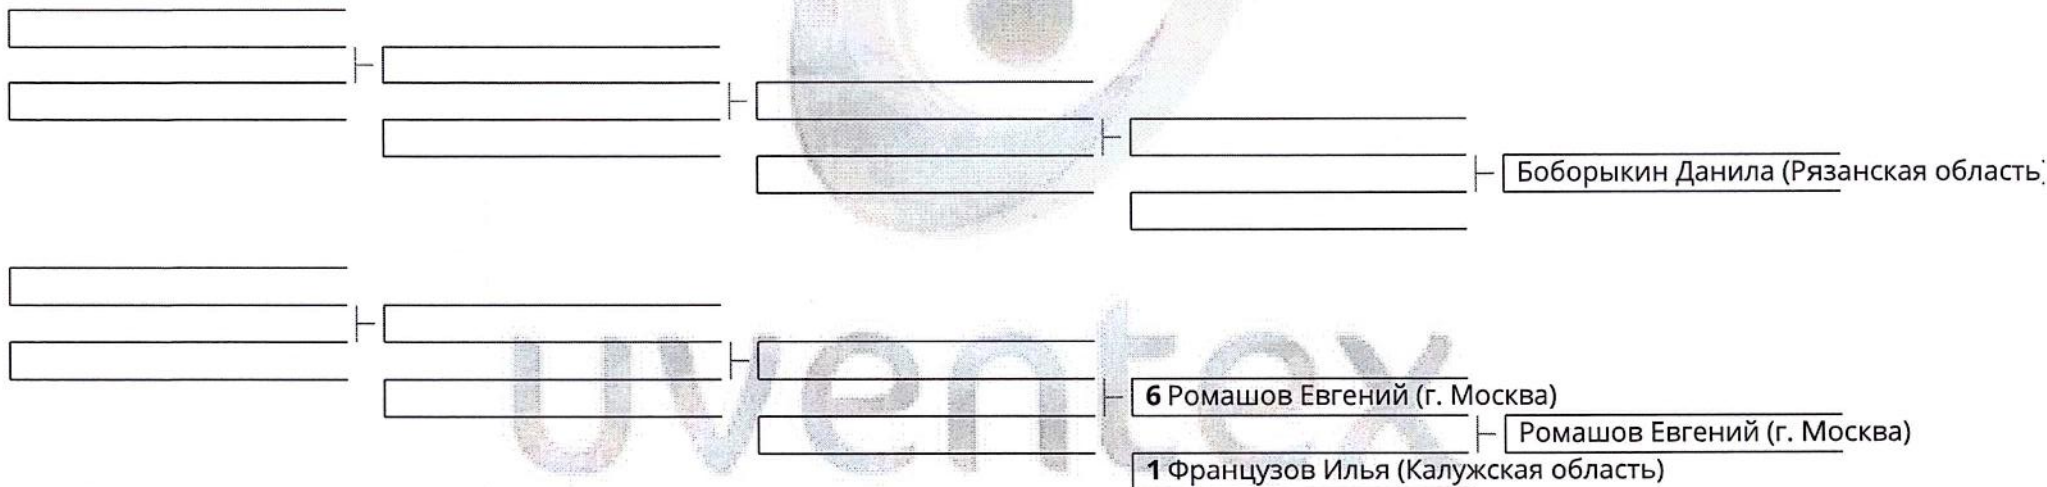 Боборыкин Данила (Рязанская область)
6 Ромашов Евгений (г. Москва)
Ромашов Евгений (г. Москва)
1 Французов Илья (Калужская область)
uventex